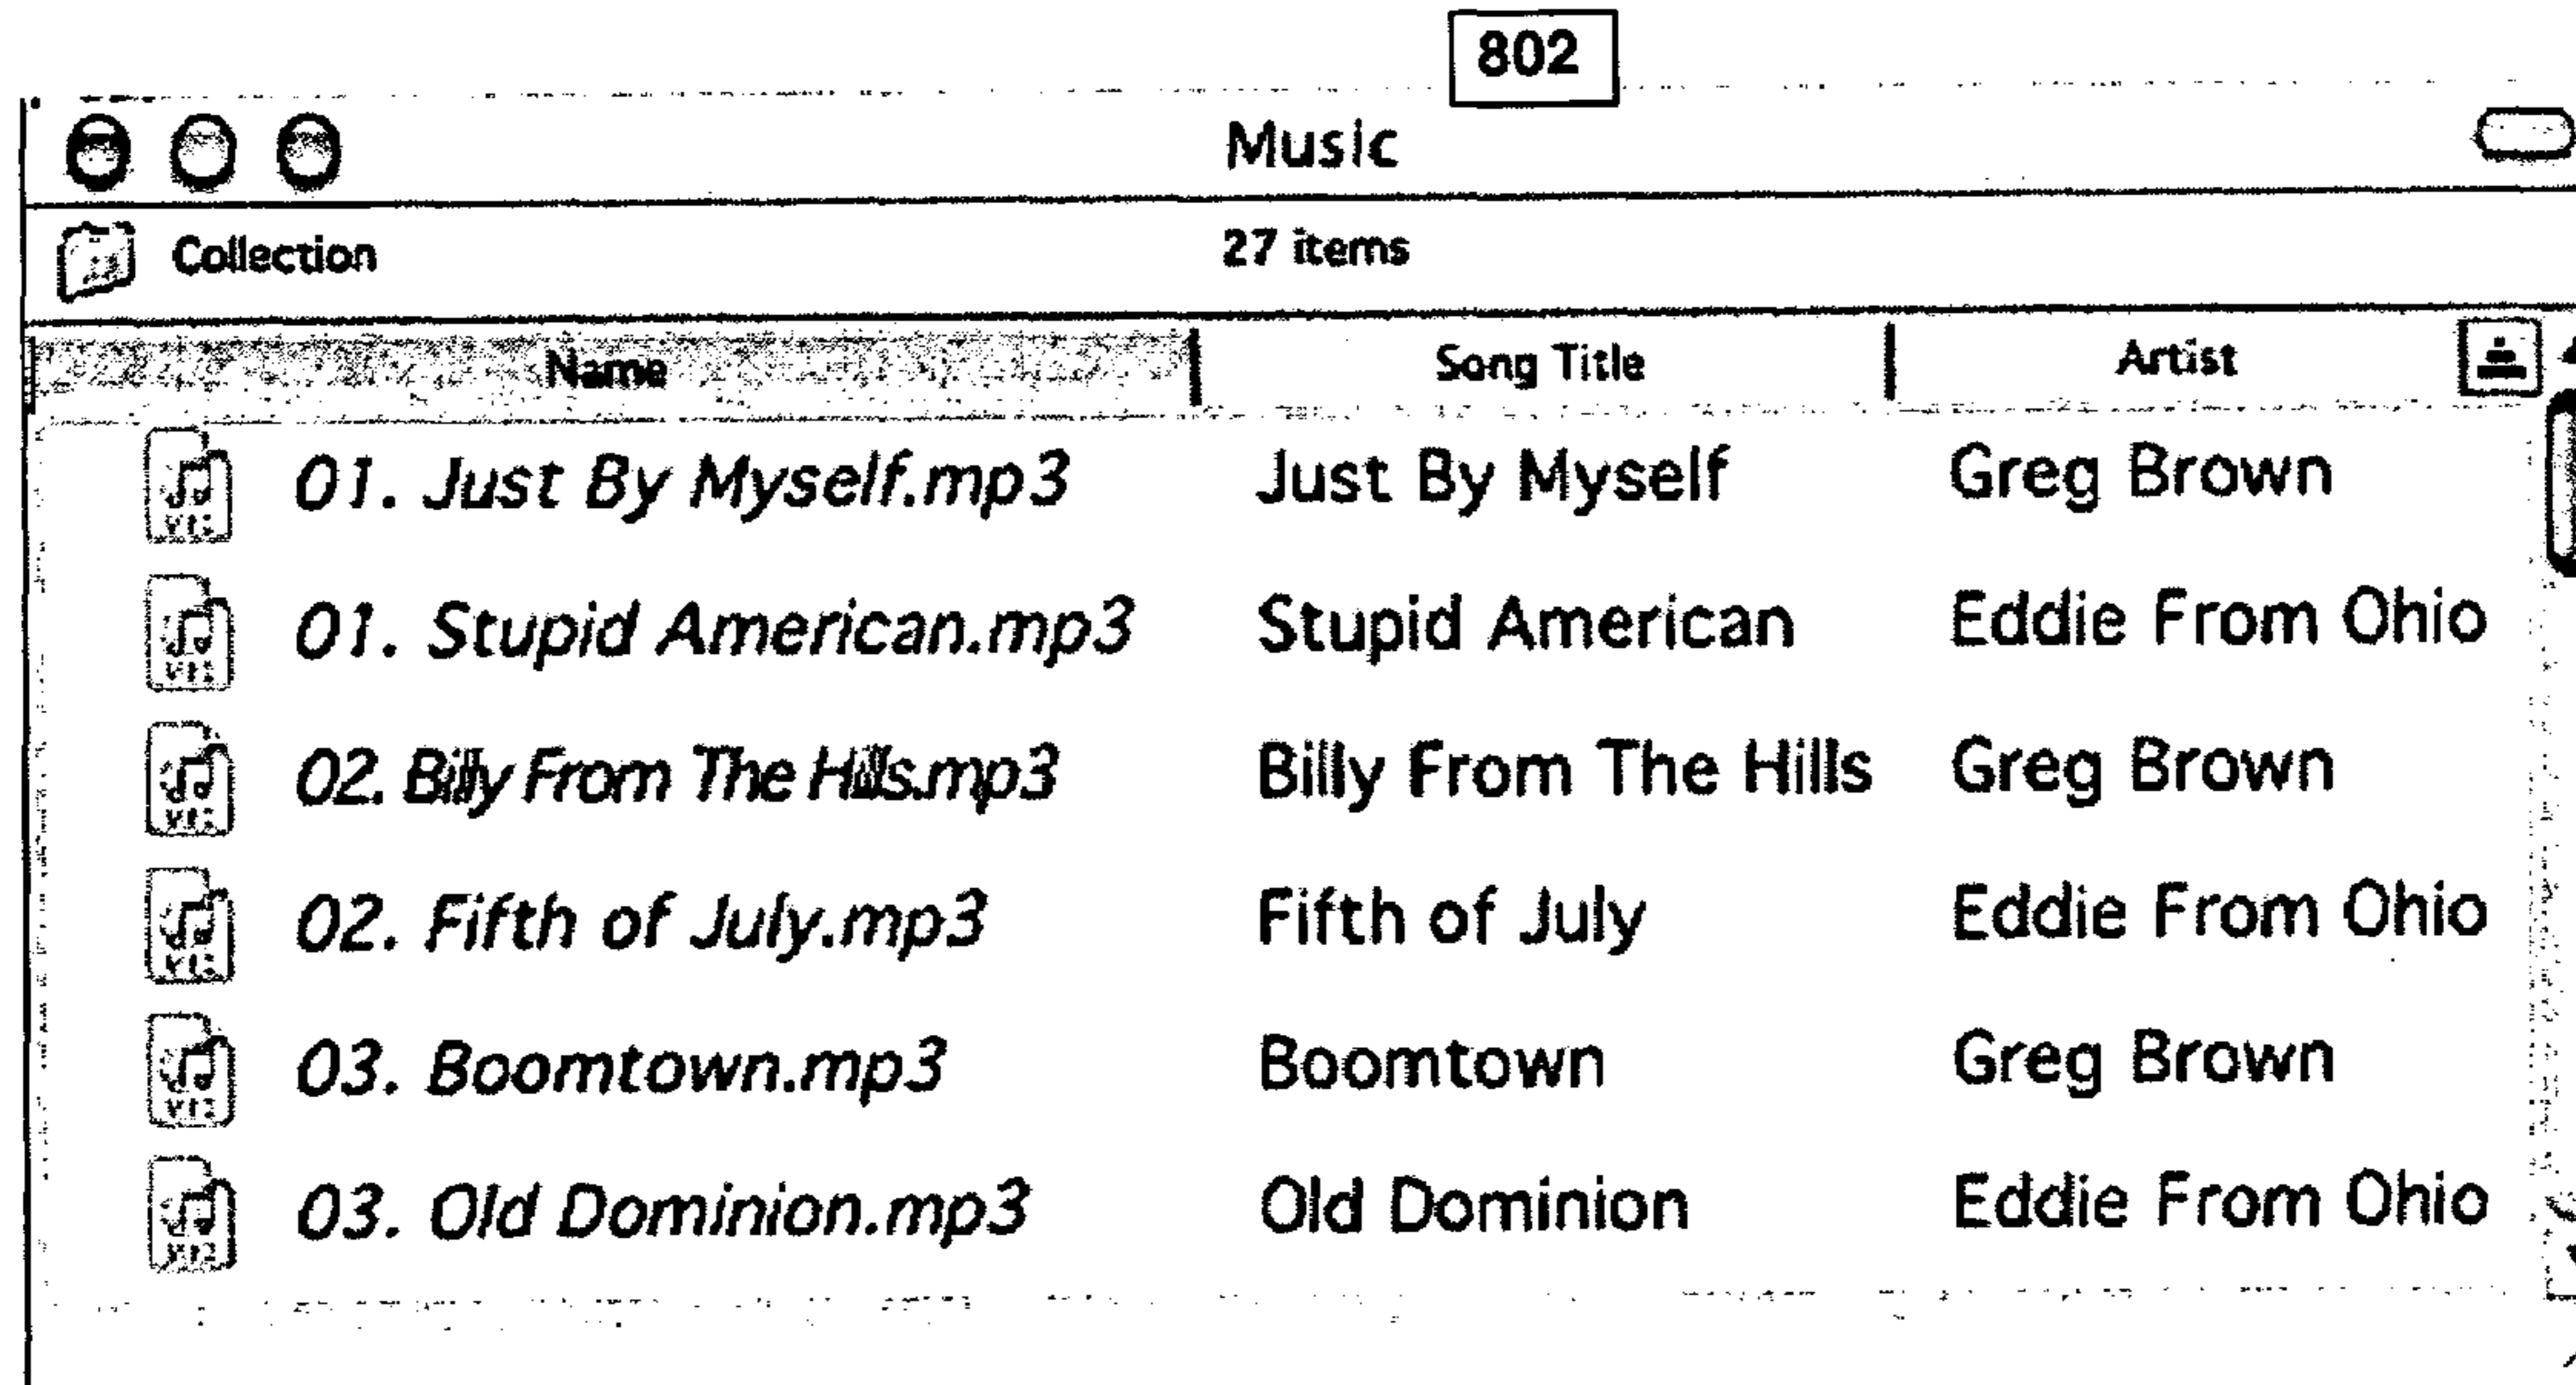 802
Music
Collection 27 items
Name Song Title Artist
01. Just By Myself.mp3 Just By Myself Greg Brown
01. Stupid American.mp3 Stupid American Eddie From Ohio
02. Billy From The Hills.mp3 Billy From The Hills Greg Brown
02. Fifth of July.mp3 Fifth of July Eddie From Ohio
03. Boomtown.mp3 Boomtown Greg Brown
03. Old Dominion.mp3 Old Dominion Eddie From Ohio